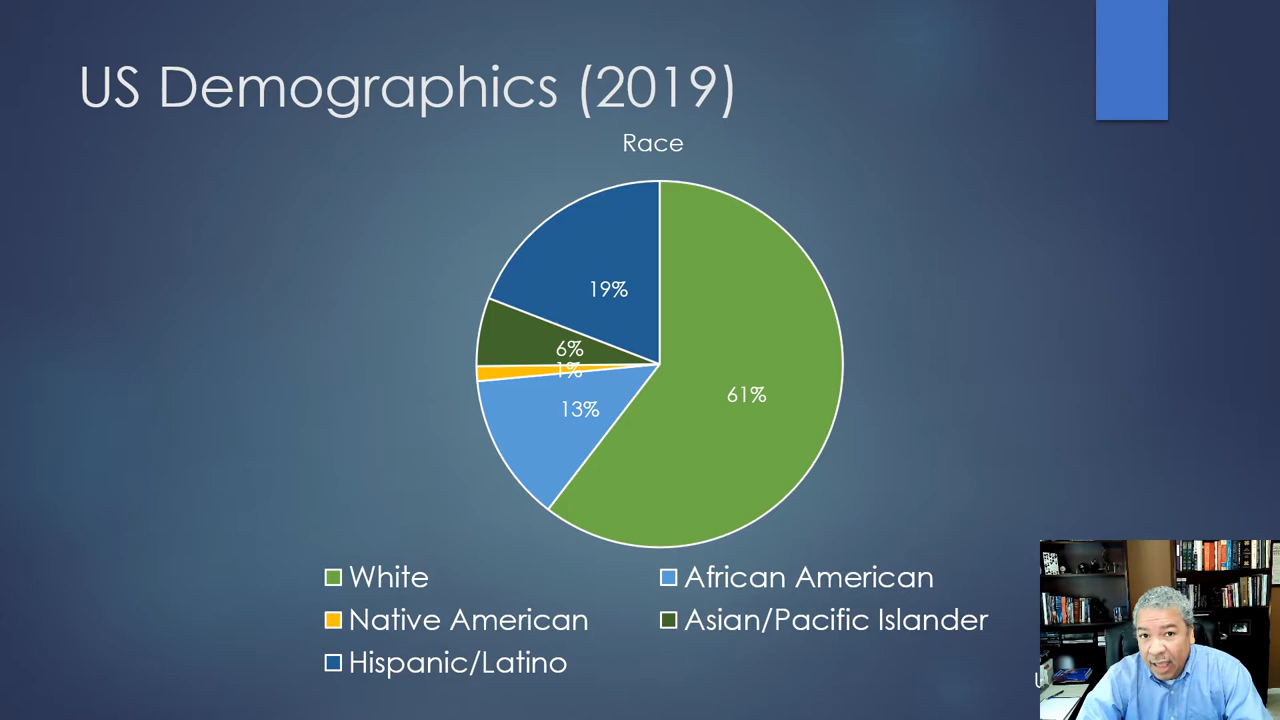 US Demographics (2019)
Race
19%
6%
1%
61%
13%
White
African American
Native American
Asian/Pacific Islander
Hispanic/Latino